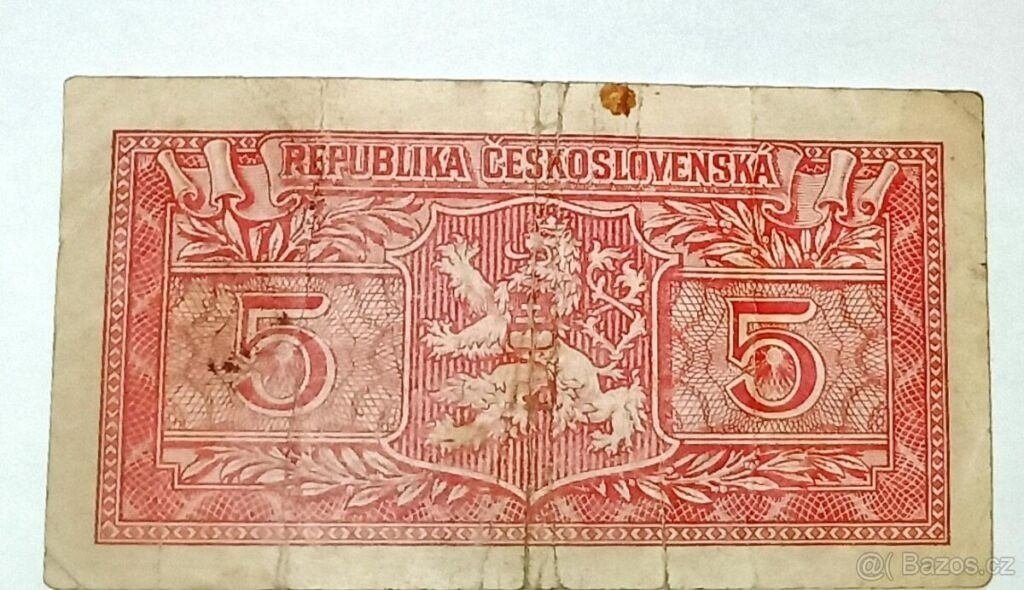 REPUBLIKA ČESKOSLOVENSKÁ
5 5
@( Bazos.cz